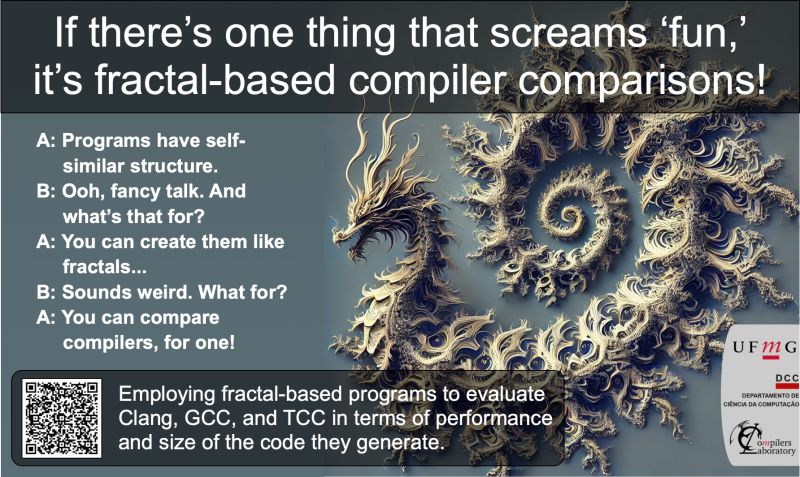 If there's one thing that screams ‘fun,’
it's fractal-based compiler comparisons!
A: Programs have self-
similar structure.
B: Ooh, fancy talk. And
what's that for?
A: You can create them like
fractals...
B: Sounds weird. What for?
A: You can compare
compilers, for one!
Employing fractal-based programs to evaluate
Clang, GCC, and TCC in terms of performance
and size of the code they generate.
UFmG
DCC
DEPARTAMENTO DE
CIÊNCIA DA COMPUTAÇÃO
Compilers
Laboratory